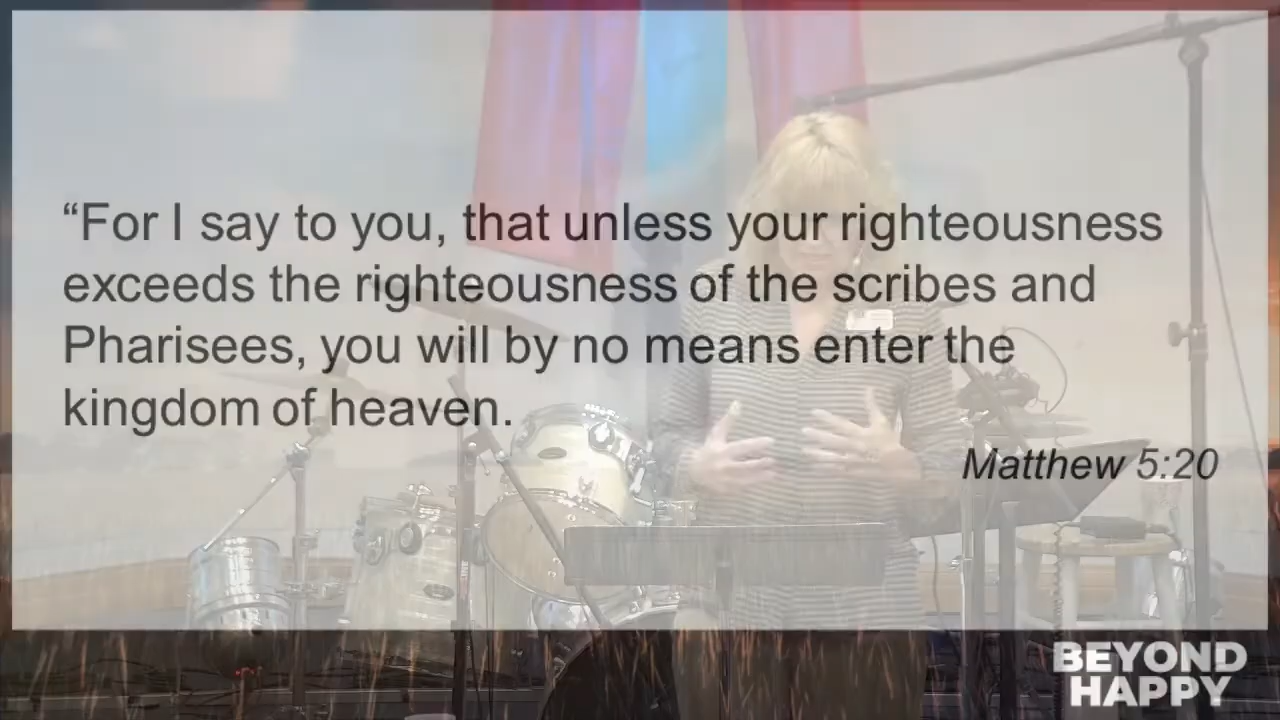 “For I say to you, that unless your righteousness
exceeds the righteousness of the scribes and
Pharisees, you will by no means enter the
kingdom of heaven.
Matthew 5:20
BEYOND
HAPPY